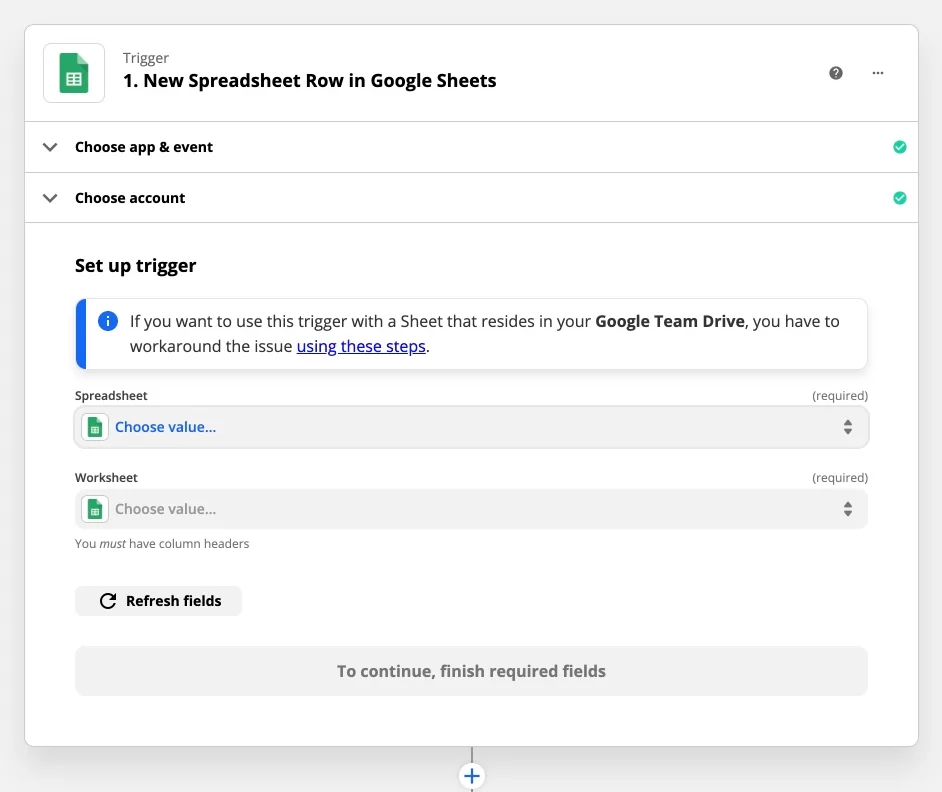 Trigger
1. New Spreadsheet Row in Google Sheets
Choose app & event
Choose account
Set up trigger
If you want to use this trigger with a Sheet that resides in your Google Team Drive, you have to
workaround the issue using these steps.
Spreadsheet (required)
Choose value...
Worksheet (required)
Choose value...
You must have column headers
Refresh fields
To continue, finish required fields